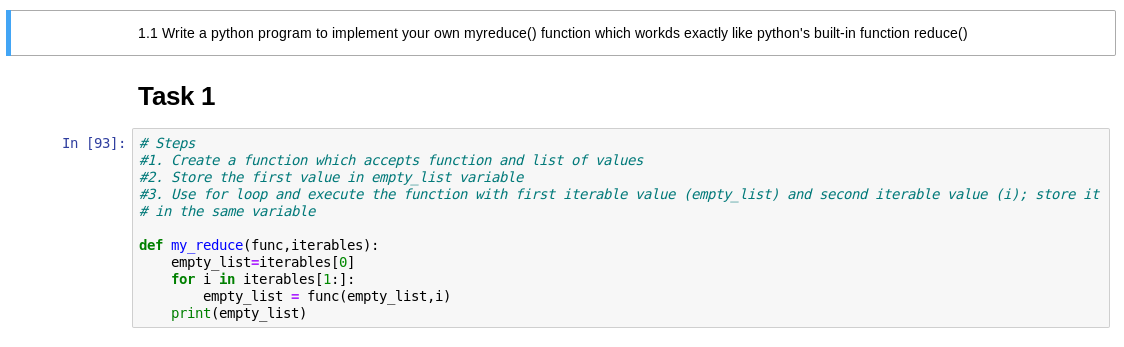 1.1 Write a python program to implement your own myreduce() function which workds exactly like python's built-in function reduce()
Task 1
In [93]:
# Steps
#1. Create a function which accepts function and list of values
#2. Store the first value in empty_list variable
#3. Use for loop and execute the function with first iterable value (empty_list) and second iterable value (i); store it
# in the same variable
def my_reduce(func,iterables):
    empty_list=iterables[0]
    for i in iterables[1:]:
        empty_list = func(empty_list,i)
    print(empty_list)